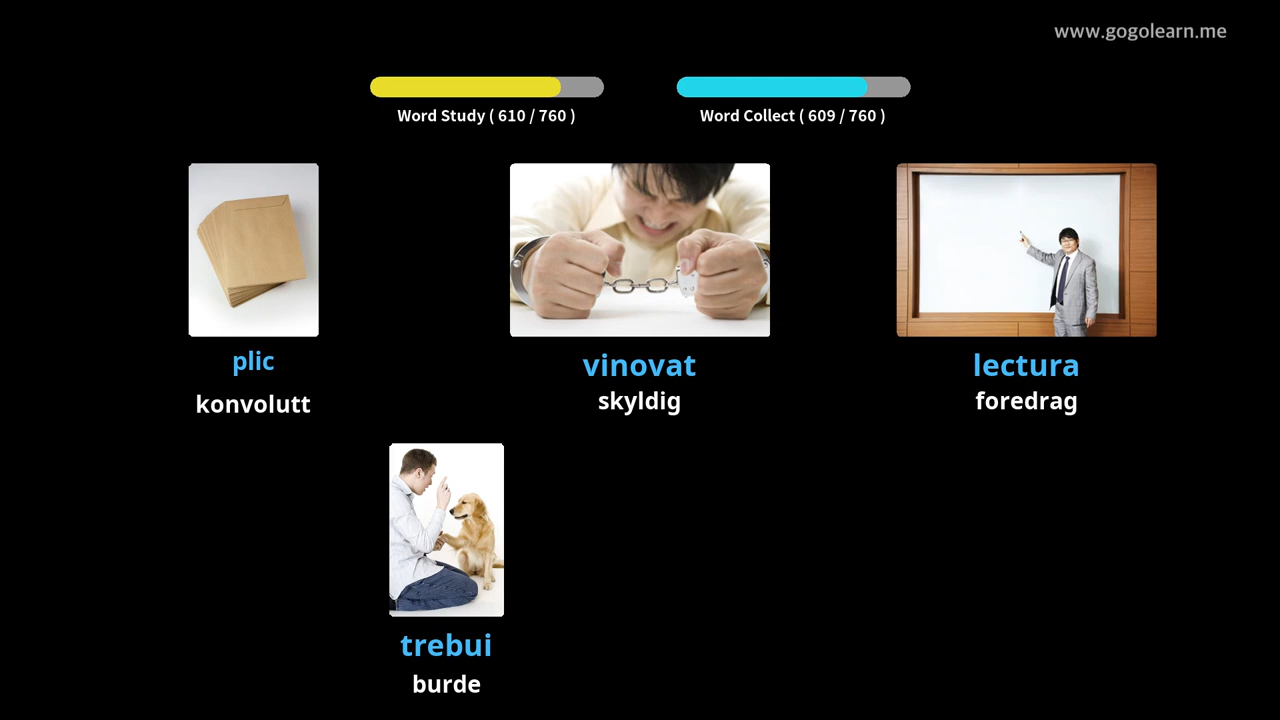 www.gogolearn.me
Word Study ( 610 / 760 )
Word Collect ( 609 / 760 )
plic
konvolutt
vinovat
skyldig
lectura
foredrag
trebui
burde